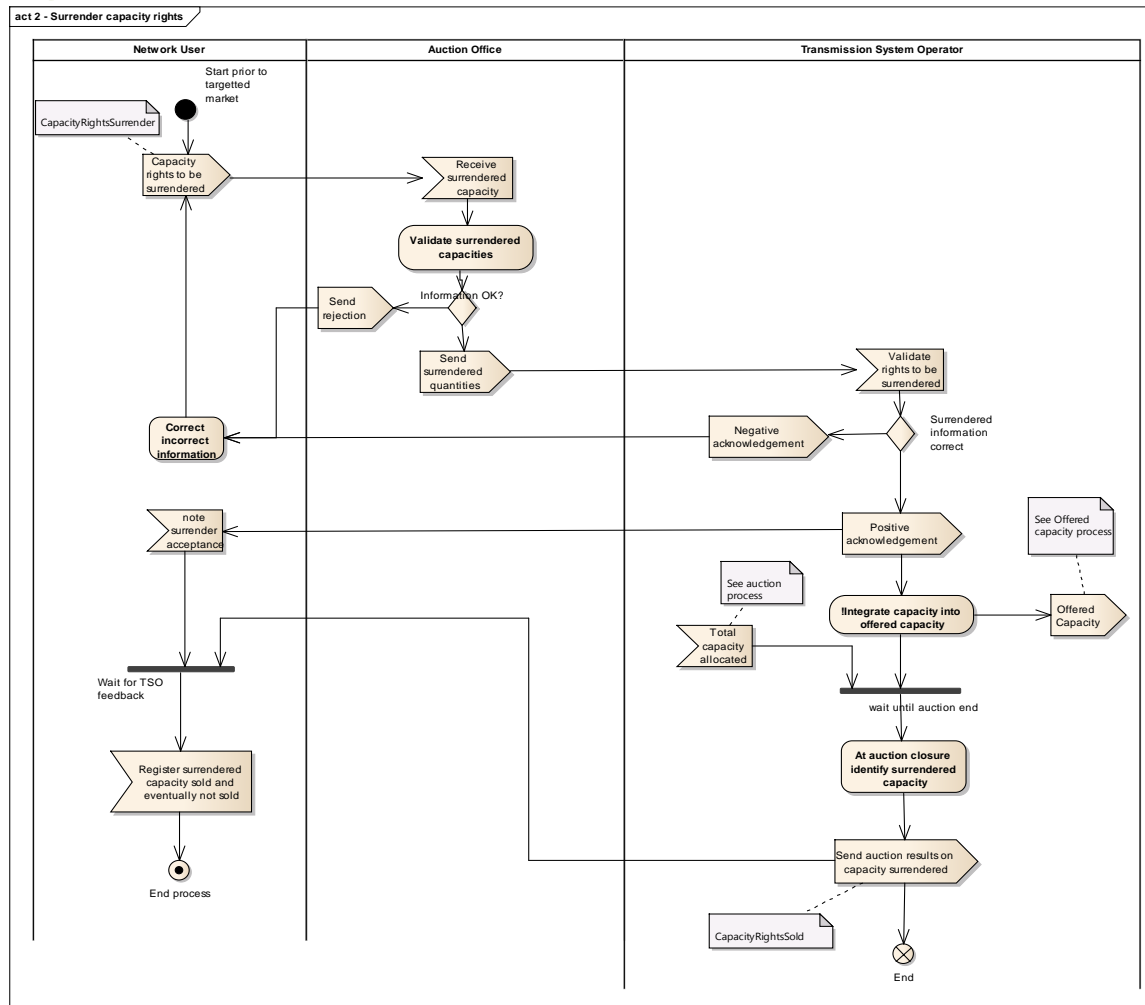 act 2 - Surrender capacity rights
Network User
Auction Office
Transmission System Operator
Start prior to
targetted
market
CapacityRightsSurrender
Capacity
rights to be
surrendered
Receive
surrendered
capacity
Validate surrendered
capacities
Information OK?
Send
rejection
Send
surrendered
quantities
Validate
rights to be
surrendered
Surrendered
information
correct
Negative
acknowledgement
Correct
incorrect
information
note
surrender
acceptance
Positive
acknowledgement
See Offered
capacity process
See auction
process
!Integrate capacity into
offered capacity
Offered
Capacity
Total
capacity
allocated
Wait for TSO
feedback
wait until auction end
Register surrendered
capacity sold and
eventually not sold
At auction closure
identify surrendered
capacity
Send auction results on
capacity surrendered
End process
CapacityRightsSold
End